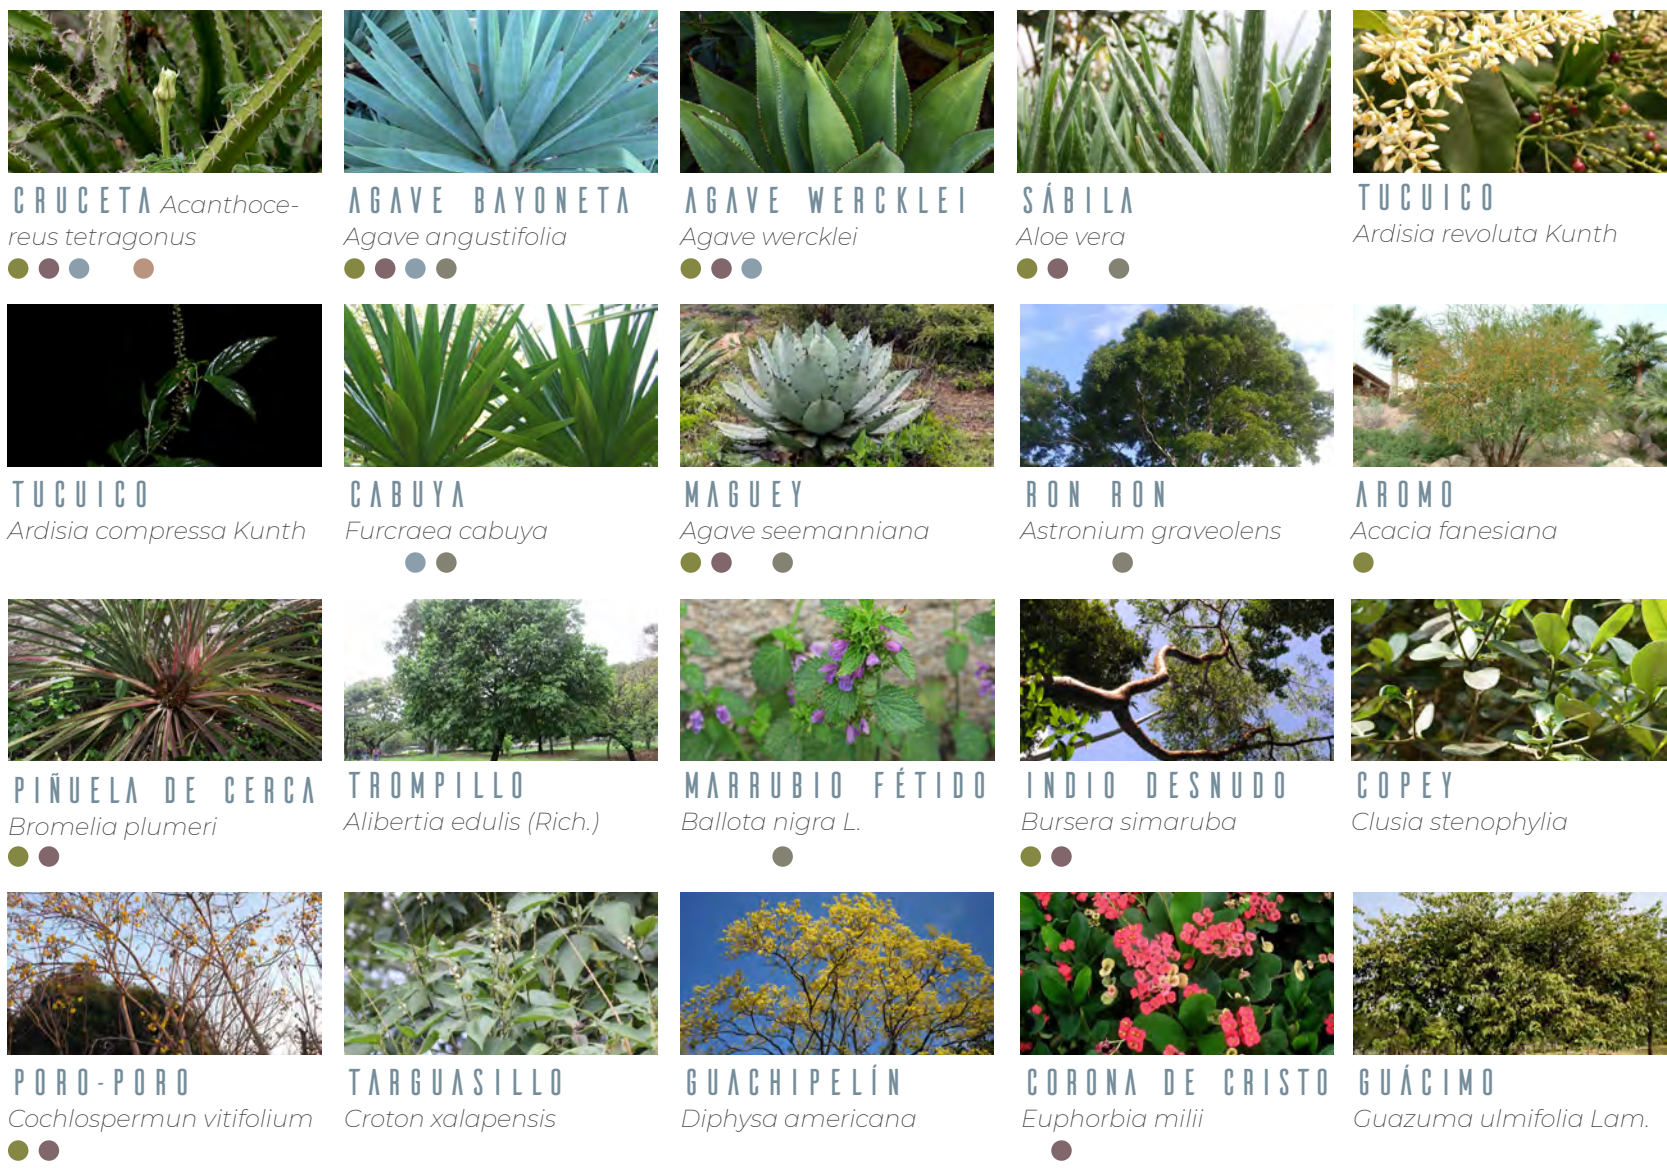 CRUCETA Acanthoce-
reus tetragonus
AGAVE BAYONETA
Agave angustifolia
AGAVE WERCKLEI
Agave wercklei
SÁBILA
Aloe vera
TUCUICO
Ardisia revoluta Kunth
TUCUICO
Ardisia compressa Kunth
CABUYA
Furcraea cabuya
MAGUEY
Agave seemanniana
RON RON
Astronium graveolens
AROMO
Acacia fanesiana
PIÑUELA DE CERCA
Bromelia plumeri
TROMPILLO
Alibertia edulis (Rich.)
MARRUBIO FÉTIDO
Ballota nigra L.
INDIO DESNUDO
Bursera simaruba
COPEY
Clusia stenophylia
PORO-PORO
Cochlospermun vitifolium
TARGUASILLO
Croton xalapensis
GUACHIPELÍN
Diphysa americana
CORONA DE CRISTO
Euphorbia milii
GUÁCIMO
Guazuma ulmifolia Lam.